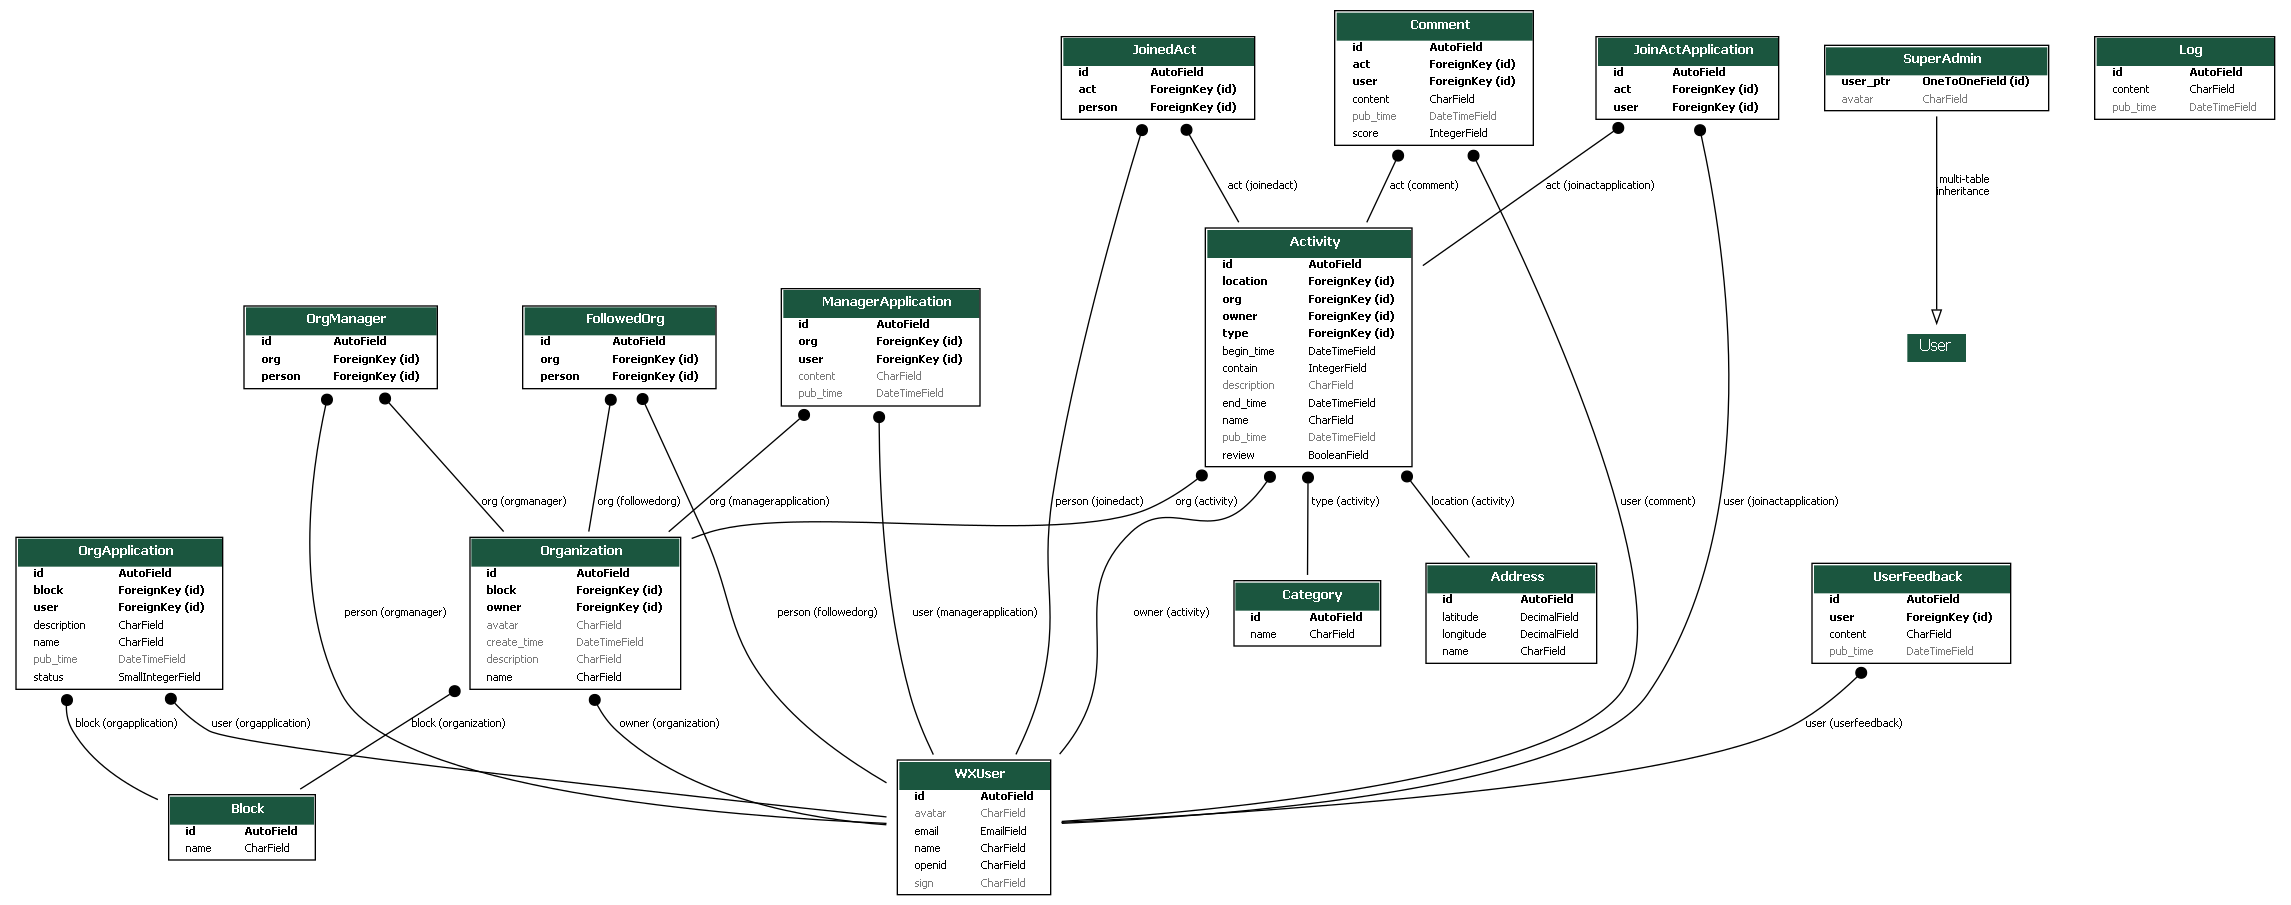 JoinedAct
id AutoField
act ForeignKey (id)
person ForeignKey (id)
Comment
id AutoField
act ForeignKey (id)
user ForeignKey (id)
content CharField
pub_time DateTimeField
score IntegerField
JoinActApplication
id AutoField
act ForeignKey (id)
user ForeignKey (id)
SuperAdmin
user_ptr OneToOneField (id)
avatar CharField
Log
id AutoField
content CharField
pub_time DateTimeField
act (joinedact)
act (comment)
act (joinactapplication)
multi-table
inheritance
Activity
id AutoField
location ForeignKey (id)
org ForeignKey (id)
owner ForeignKey (id)
type ForeignKey (id)
begin_time DateTimeField
contain IntegerField
description CharField
end_time DateTimeField
name CharField
pub_time DateTimeField
review BooleanField
OrgManager
id AutoField
org ForeignKey (id)
person ForeignKey (id)
FollowedOrg
id AutoField
org ForeignKey (id)
person ForeignKey (id)
ManagerApplication
id AutoField
org ForeignKey (id)
user ForeignKey (id)
content CharField
pub_time DateTimeField
User
org (orgmanager)
org (followedorg)
org (managerapplication)
person (joinedact)
org (activity)
type (activity)
location (activity)
user (comment)
user (joinactapplication)
OrgApplication
id AutoField
block ForeignKey (id)
user ForeignKey (id)
description CharField
name CharField
pub_time DateTimeField
status SmallIntegerField
Organization
id AutoField
block ForeignKey (id)
owner ForeignKey (id)
avatar CharField
create_time DateTimeField
description CharField
name CharField
Category
id AutoField
name CharField
Address
id AutoField
latitude DecimalField
longitude DecimalField
name CharField
UserFeedback
id AutoField
user ForeignKey (id)
content CharField
pub_time DateTimeField
person (orgmanager)
person (followedorg)
user (managerapplication)
owner (activity)
block (orgapplication)
user (orgapplication)
block (organization)
owner (organization)
user (userfeedback)
Block
id AutoField
name CharField
WXUser
id AutoField
avatar CharField
email EmailField
name CharField
openid CharField
sign CharField